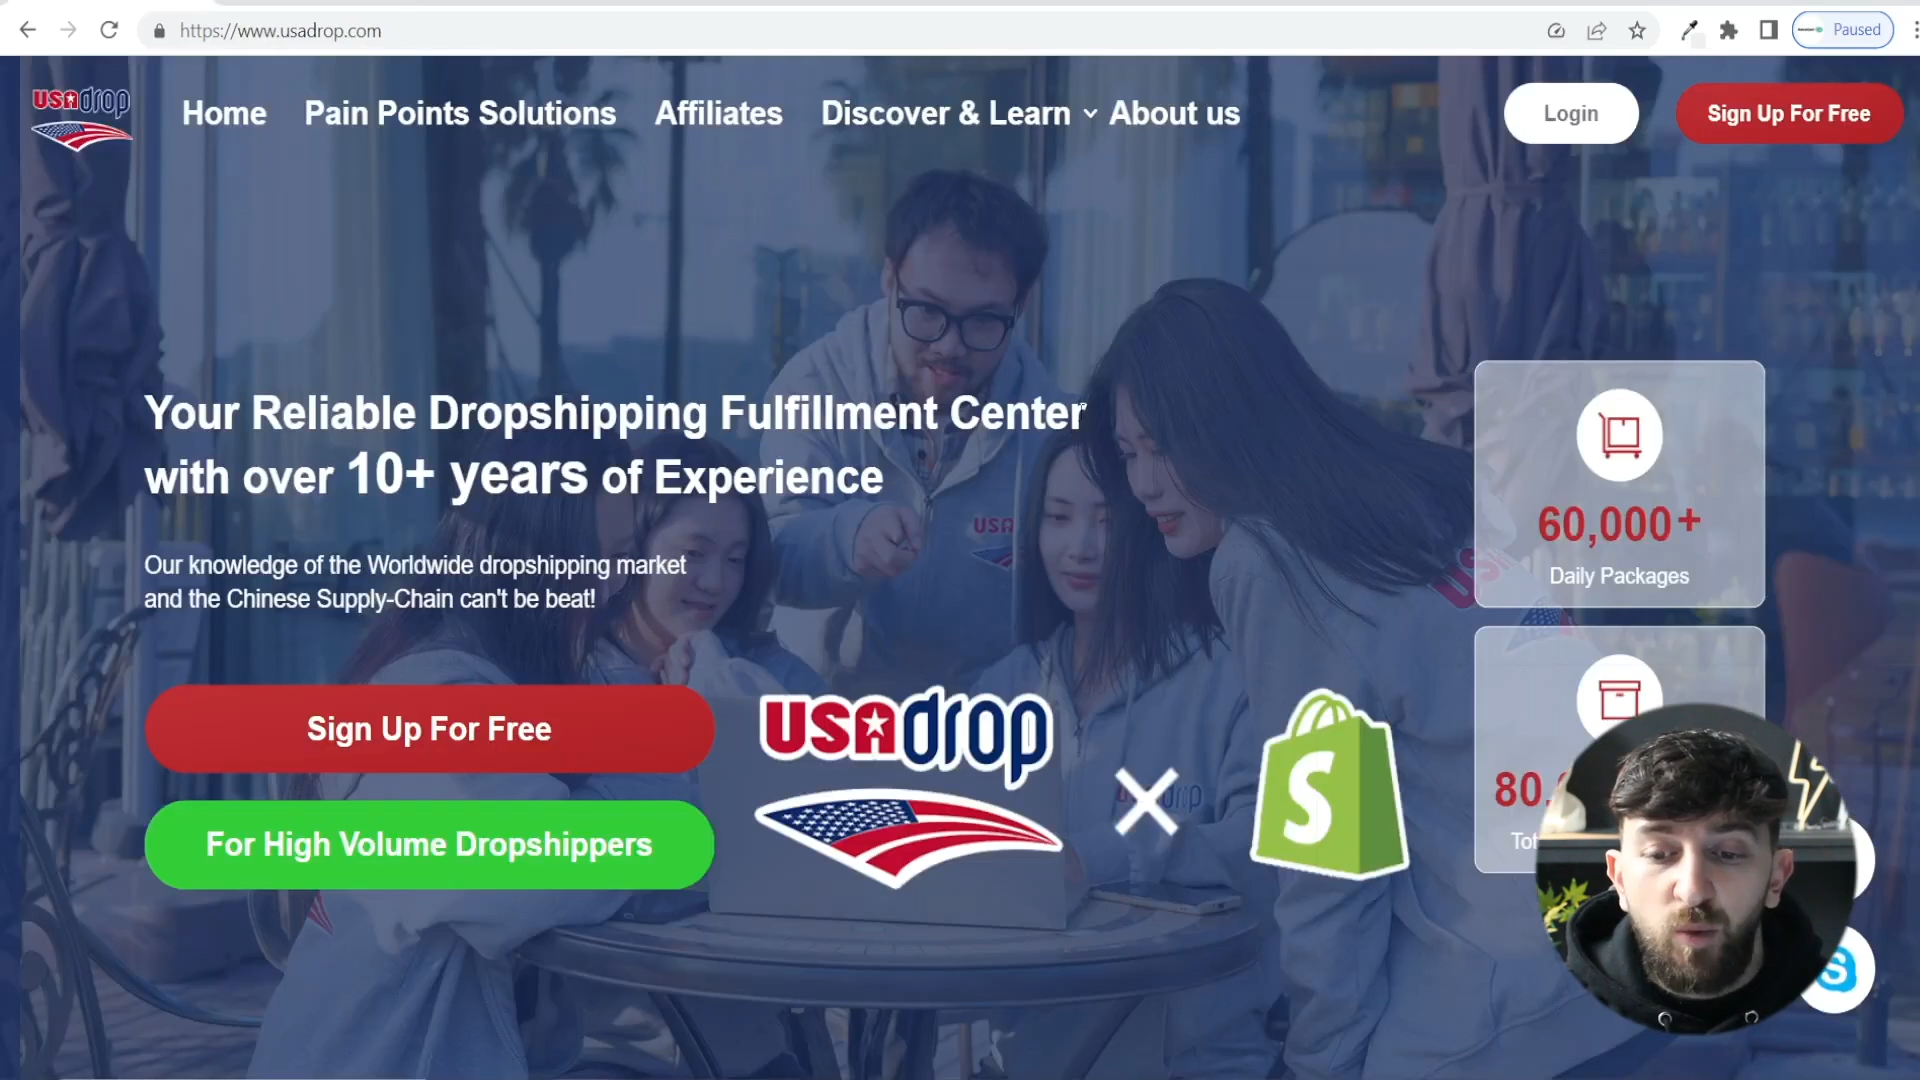 https://www.usadrop.com
Paused
USAdrop
Home
Pain Points Solutions
Affiliates
Discover & Learn
About us
Login
Sign Up For Free
Your Reliable Dropshipping Fulfillment Center
with over 10+ years of Experience
Our knowledge of the Worldwide dropshipping market
and the Chinese Supply-Chain can't be beat!
60,000+
Daily Packages
Sign Up For Free
For High Volume Dropshippers
USAdrop
S
USA
S